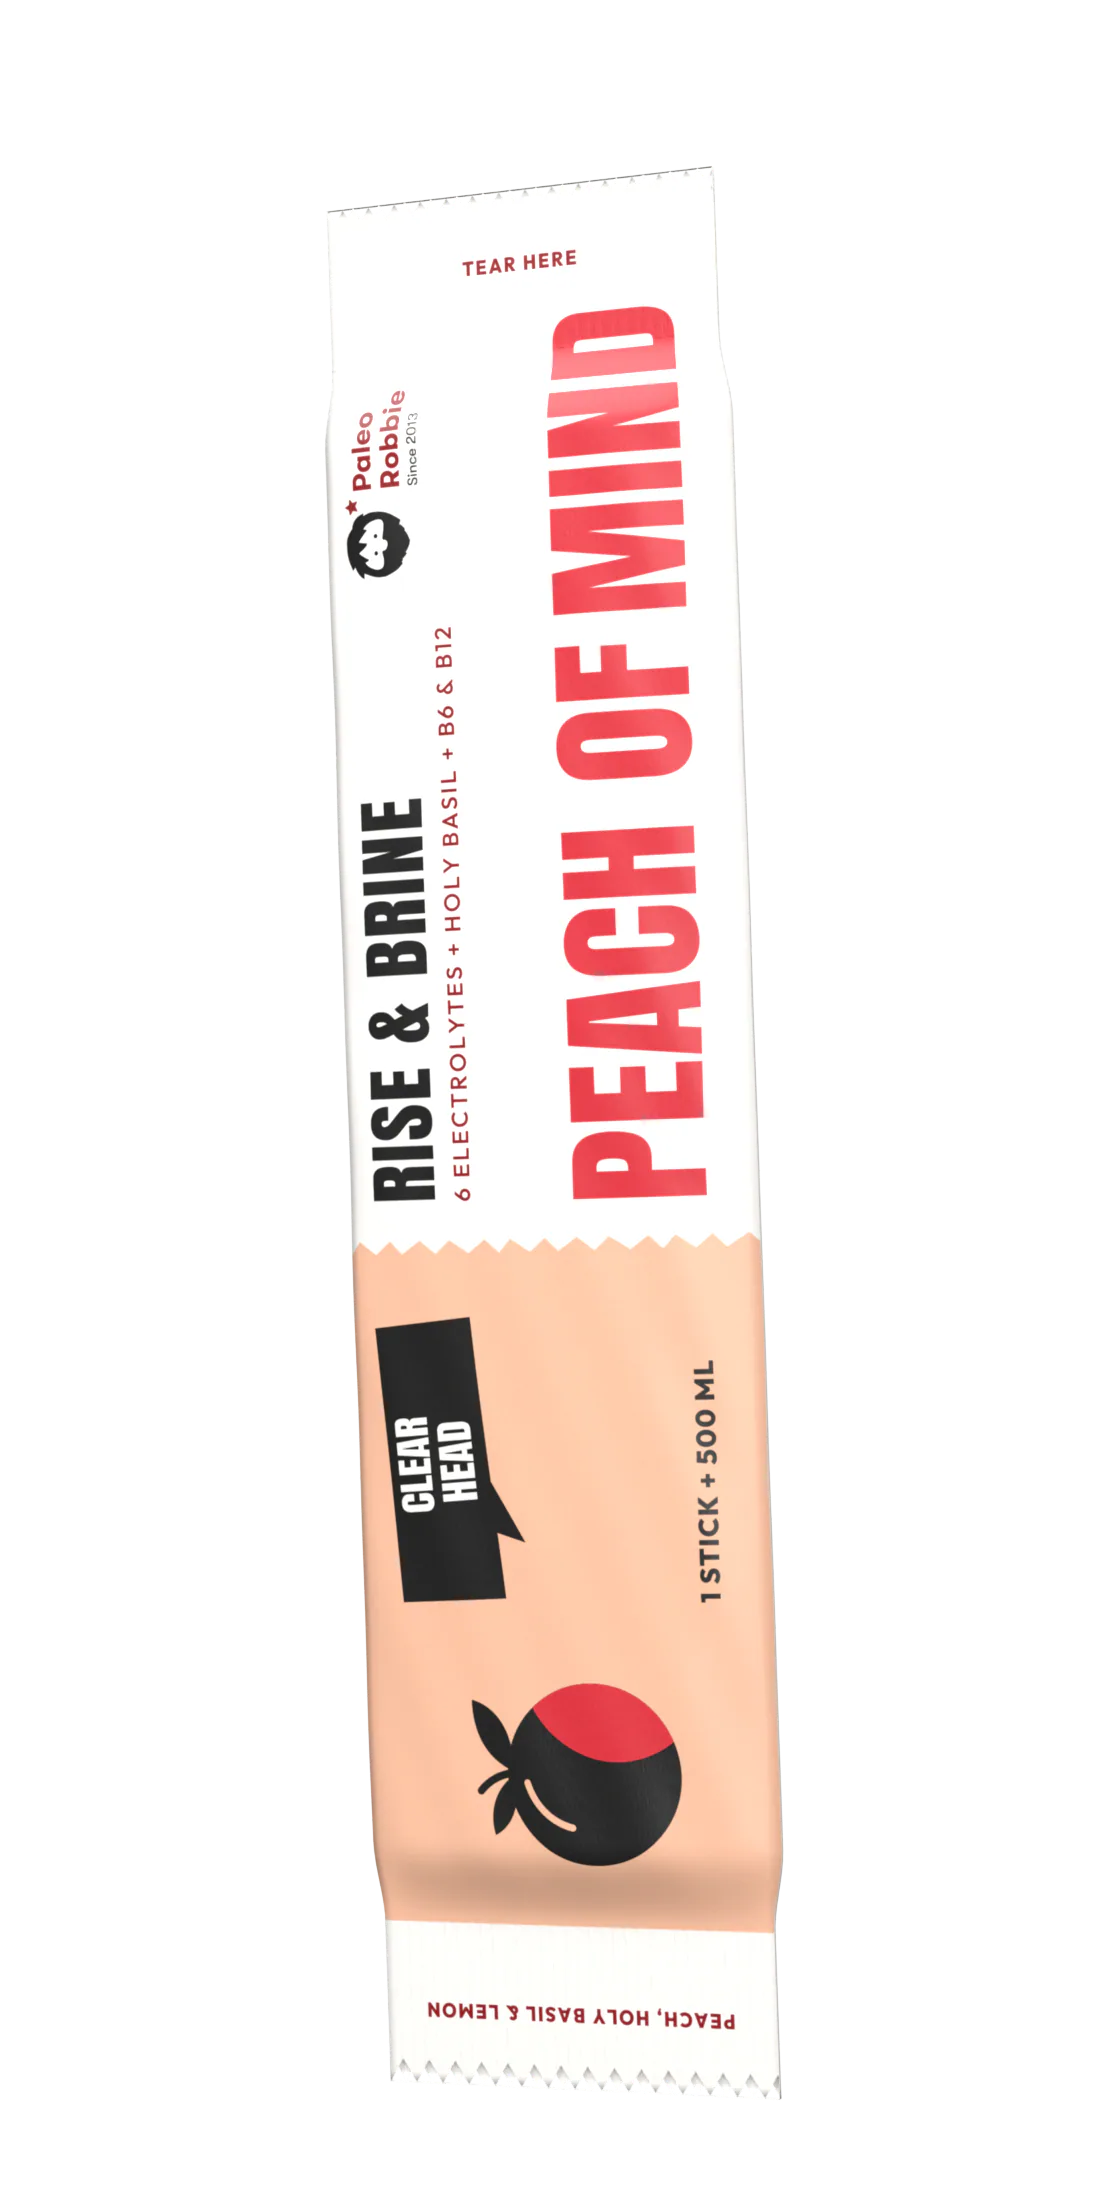 TEAR HERE
Paleo
Robbie
Since 2013
RISE & BRINE
6 ELECTROLYTES + HOLY BASIL + B6 & B12
PEACH OF MIND
CLEAR
HEAD
1 STICK + 500 ML
PEACH, HOLY BASIL & LEMON